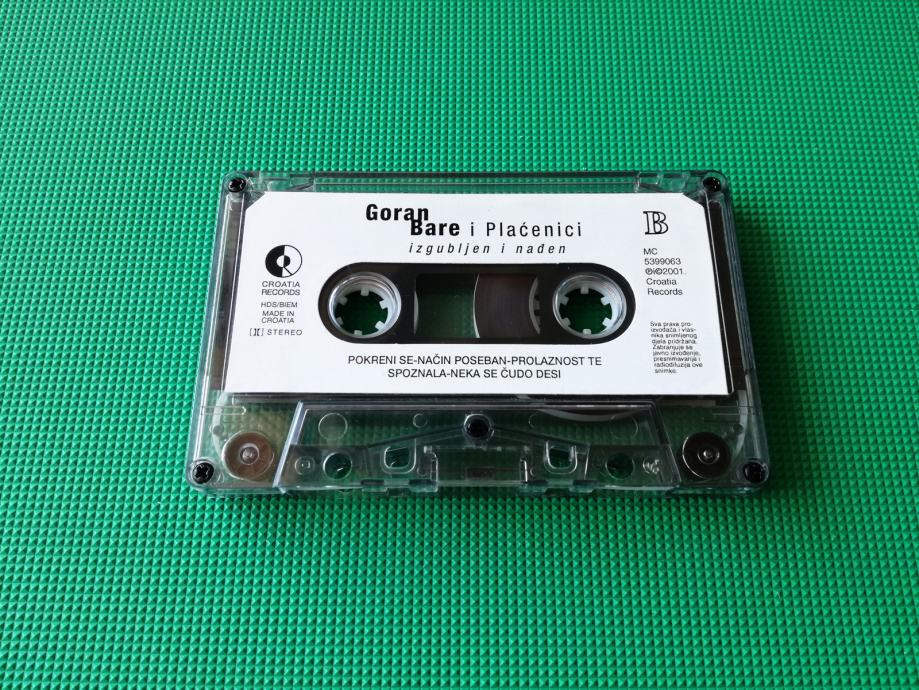 Goran
Bare i Plaćenici
izgubljen i nađen
B
CROATIA
RECORDS
HDS/BIEM
MADE IN
CROATIA
STEREO
MC
5399063
℗i©2001.
Croatia
Records
Sva prava pro-
izvođača i vlas-
nika snimljenog
djela pridržana.
Zabranjuje se
javno izvođenje,
presnimavanje i
radiodifuzija ove
snimke.
POKRENI SE-NAČIN POSEBAN-PROLAZNOST TE
SPOZNALA-NEKA SE ČUDO DESI